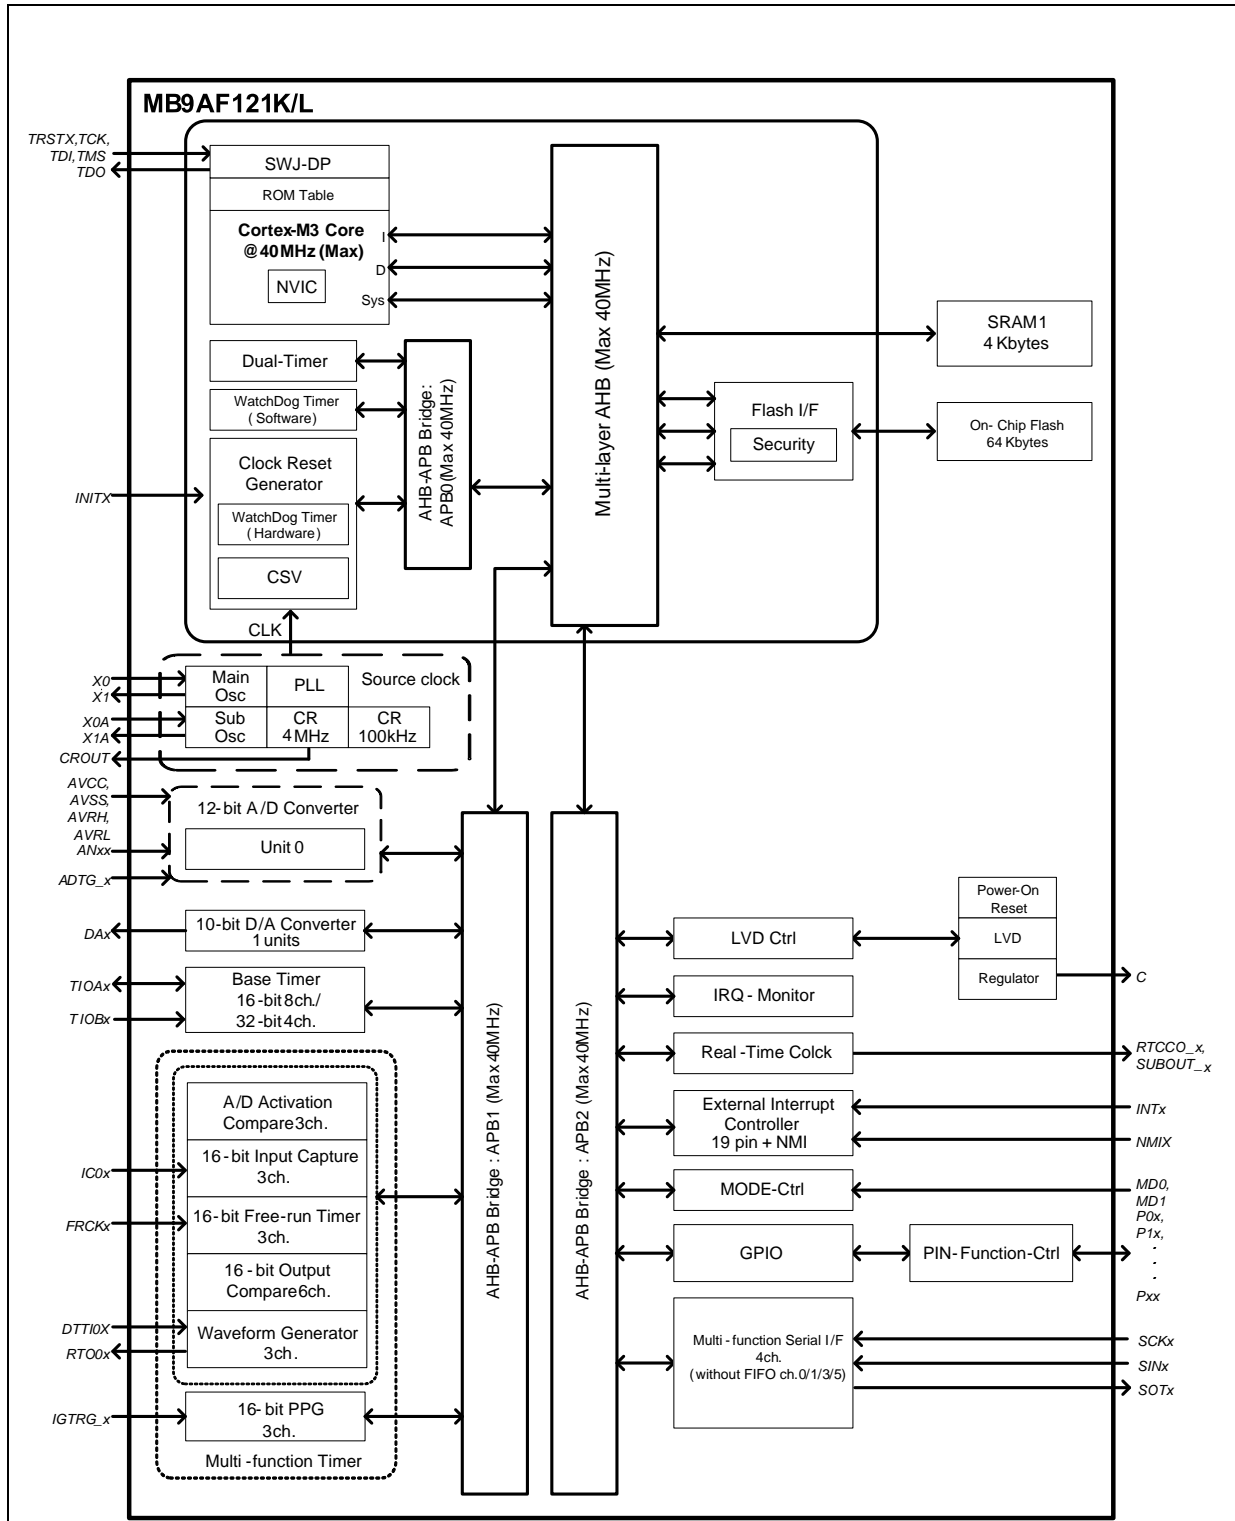 MB9AF121K/L
TRSTX,TCK,
TDI,TMS
TDO
SWJ-DP
ROM Table
Cortex-M3 Core
@40MHz (Max)
NVIC
I
D
Sys
Dual-Timer
WatchDog Timer
(Software)
INITX
Clock Reset
Generator
WatchDog Timer
(Hardware)
CSV
CLK
AHB-APB Bridge:
APB0 (Max 40MHz)
Multi-layer AHB (Max 40MHz)
Flash I/F
Security
SRAM1
4 Kbytes
On-Chip Flash
64 Kbytes
X0
X1
X0A
X1A
CROUT
Main
Osc
PLL
Source clock
Sub
Osc
CR
4MHz
CR
100kHz
AVCC,
AVSS,
AVRH,
AVRL
ANxx
ADTG_x
12-bit A/D Converter
Unit 0
DAx
10-bit D/A Converter
1 units
TIOAx
TIOBx
Base Timer
16-bit 8ch./
32-bit 4ch.
IC0x
FRCKx
DTTI0X
RTO0x
IGTRG_x
A/D Activation
Compare 3ch.
16-bit Input Capture
3ch.
16-bit Free-run Timer
3ch.
16-bit Output
Compare 6ch.
Waveform Generator
3ch.
16-bit PPG
3ch.
Multi-function Timer
AHB-APB Bridge : APB1 (Max 40MHz)
AHB-APB Bridge : APB2 (Max 40MHz)
LVD Ctrl
Power-On
Reset
LVD
Regulator
C
IRQ-Monitor
Real-Time Colck
RTCCO_x,
SUBOUT_x
External Interrupt
Controller
19 pin + NMI
INTx
NMIX
MODE-Ctrl
MD0,
MD1
GPIO
PIN-Function-Ctrl
P0x,
P1x,
.
.
.
Pxx
Multi-function Serial I/F
4ch.
(without FIFO ch.0/1/3/5)
SCKx
SINx
SOTx